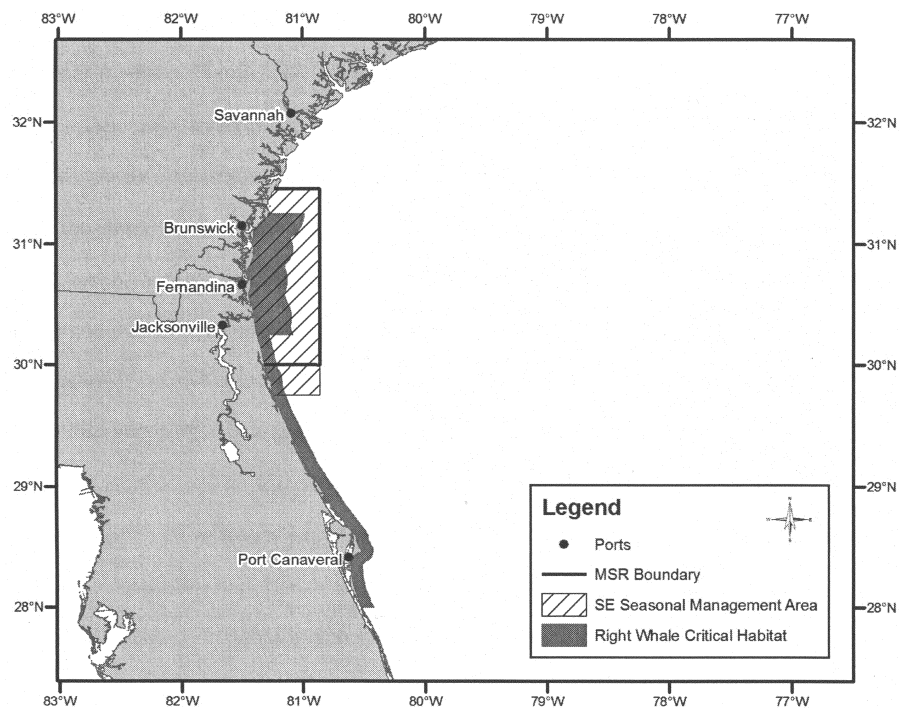 83°W 82°W 81°W 80°W 79°W 78°W 77°W
Savannah
32°N 32°N
Brunswick
31°N 31°N
Fernandina
Jacksonville
30°N 30°N
29°N 29°N
Legend
Ports
Port Canaveral
MSR Boundary
28°N SE Seasonal Management Area 28°N
Right Whale Critical Habitat
83°W 82°W 81°W 80°W 79°W 78°W 77°W